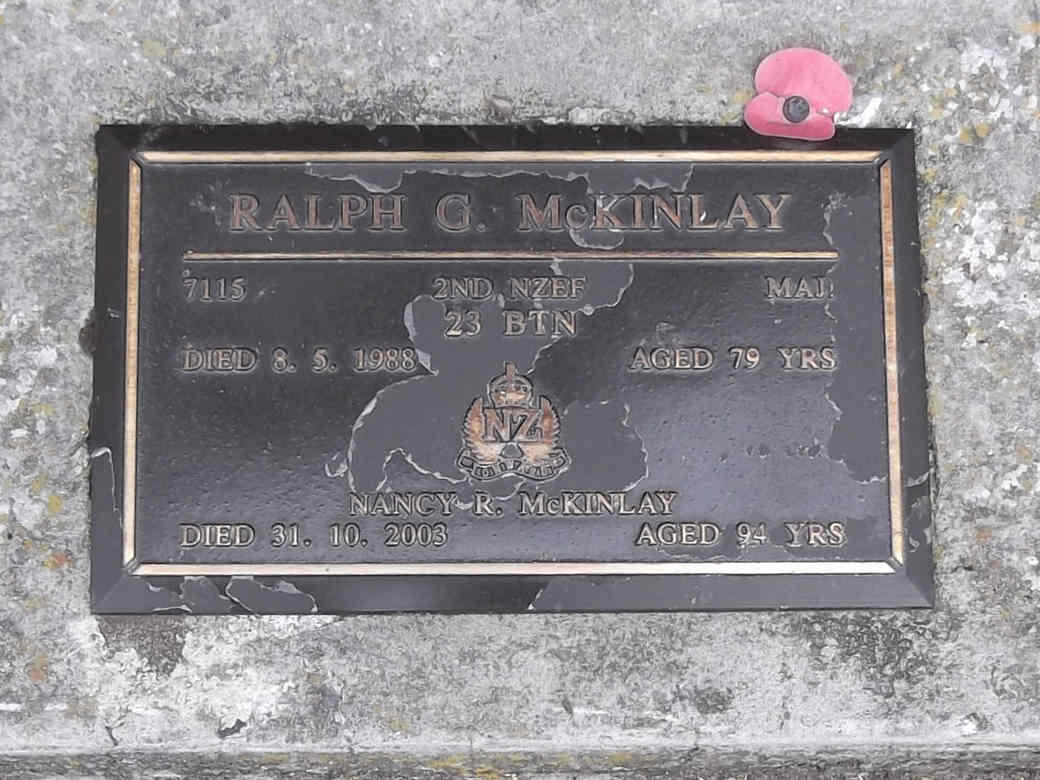 RALPH G. McKINLAY
7115 2ND NZEF MAJ.
23 BTN
DIED 8. 5. 1988 AGED 79 YRS
NZ
NANCY R. McKINLAY
DIED 31. 10. 2003 AGED 94 YRS